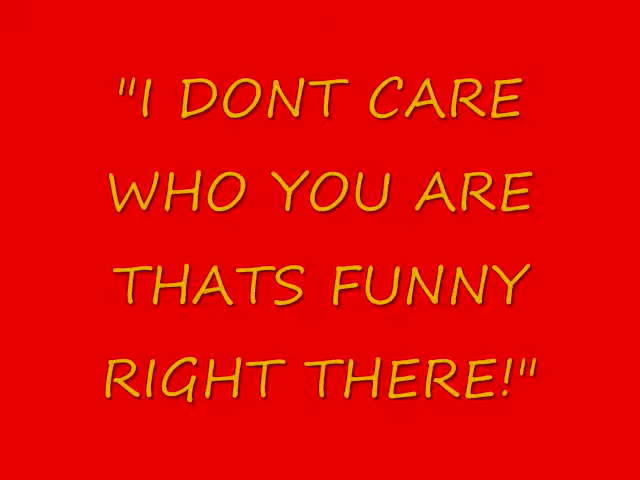 "I DONT CARE
WHO YOU ARE
THATS FUNNY
RIGHT THERE!"